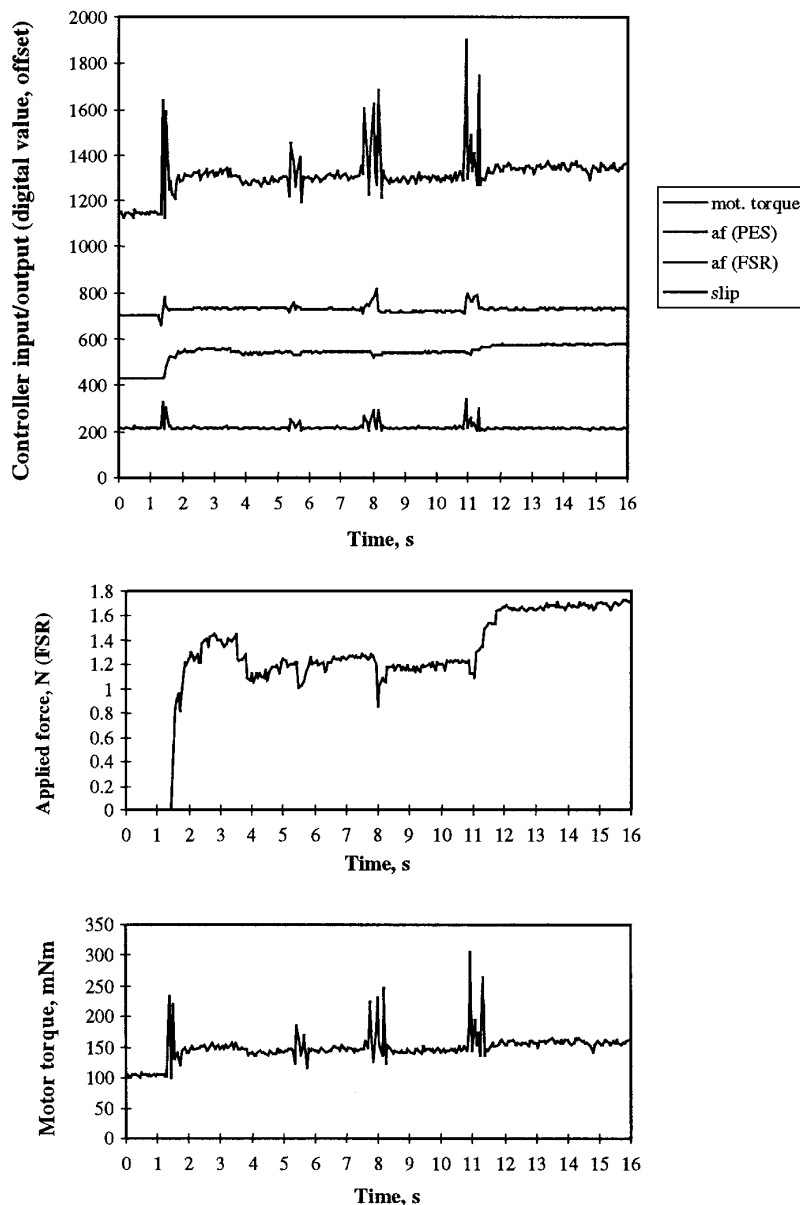 Controller input/output (digital value, offset)
2000
1800
1600
1400
1200
1000
800
600
400
200
0
0 1 2 3 4 5 6 7 8 9 10 11 12 13 14 15 16
Time, s
mot. torque
af (PES)
af (FSR)
slip
Applied force, N (FSR)
1.8
1.6
1.4
1.2
1
0.8
0.6
0.4
0.2
0
0 1 2 3 4 5 6 7 8 9 10 11 12 13 14 15 16
Time, s
Motor torque, mNm
350
300
250
200
150
100
50
0
0 1 2 3 4 5 6 7 8 9 10 11 12 13 14 15 16
Time, s